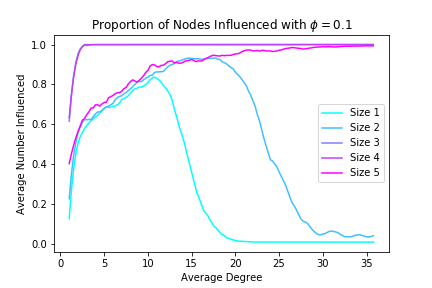 Proportion of Nodes Influenced with ϕ = 0.1
Average Number Influenced
1.0
0.8
0.6
0.4
0.2
0.0
Size 1
Size 2
Size 3
Size 4
Size 5
0 5 10 15 20 25 30 35
Average Degree